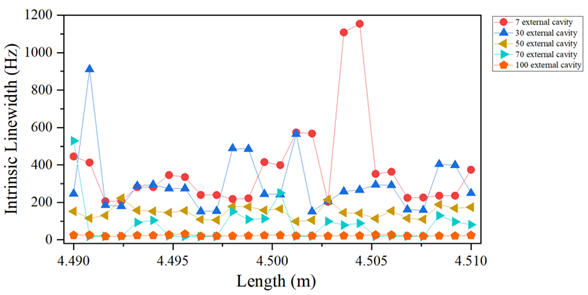 1200
1000
800
600
400
200
0
4.490
4.495
4.500
4.505
4.510
Intrinsic Linewidth (Hz)
Length (m)
7 external cavity
30 external cavity
50 external cavity
70 external cavity
100 external cavity